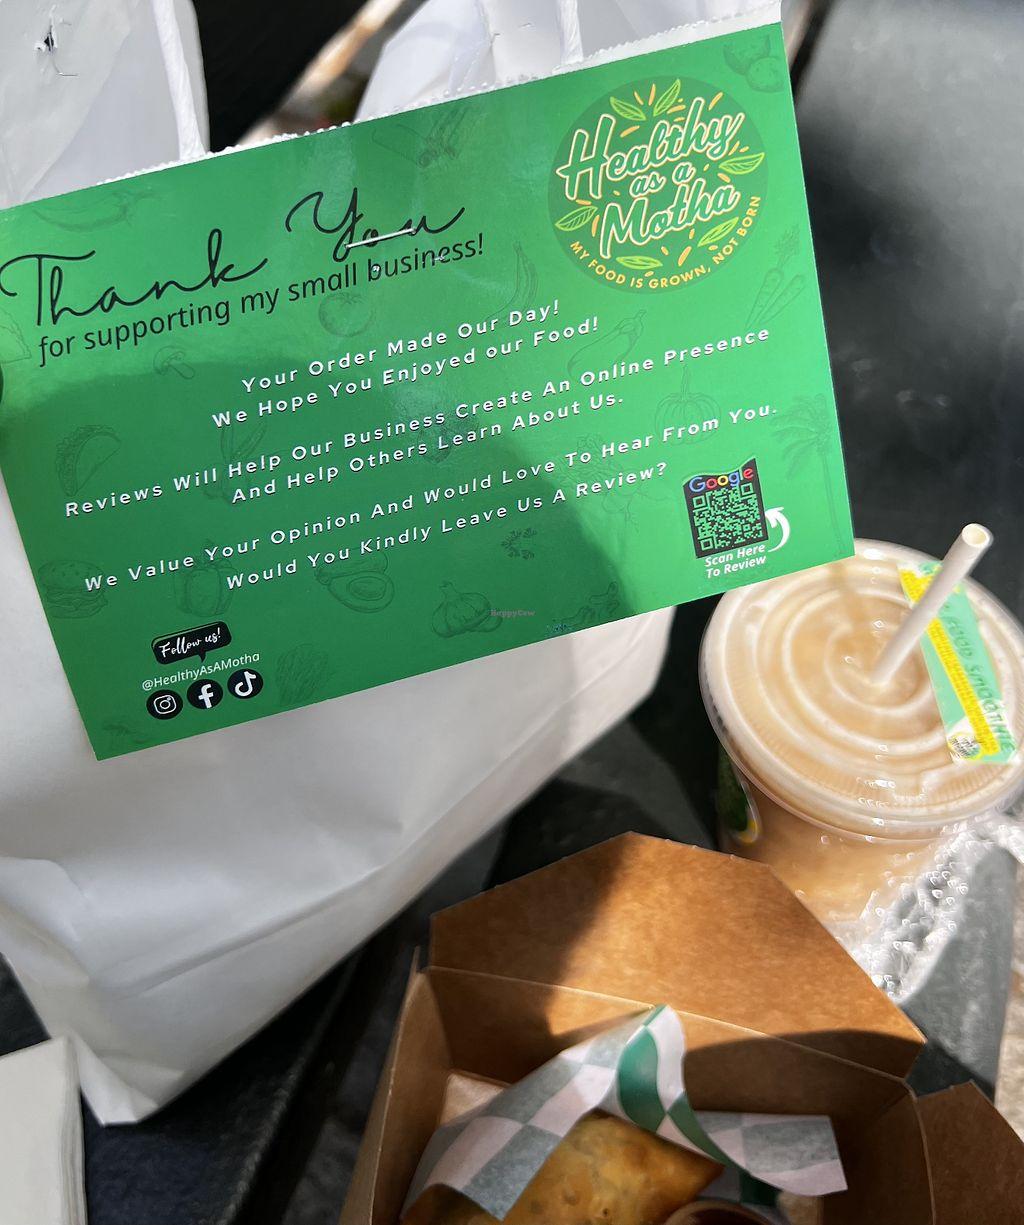 Healthy
as a
Motha
MY FOOD IS GROWN, NOT BORN
Thank You
for supporting my small business!
Your Order Made Our Day!
We Hope You Enjoyed our Food!
Reviews Will Help Our Business Create An Online Presence
And Help Others Learn About Us.
We Value Your Opinion And Would Love To Hear From You.
Would You Kindly Leave Us A Review?
Google
Scan Here
To Review
Follow us!
@HealthyAsAMotha
HappyCow
SMOOTHIE